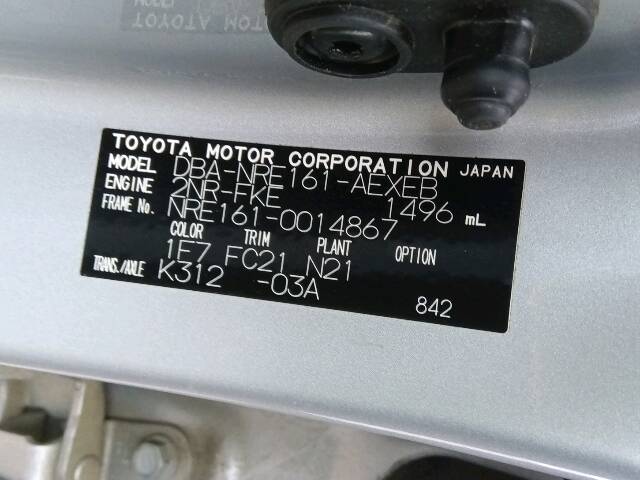 TOYOTA MOTOR CORPORATION JAPAN
MODEL DBA-NRE161-AEXEB
ENGINE 2NR-FKE 1496 mL
FRAME No. NRE161-0014867
COLOR TRIM PLANT OPTION
1F7 FC21 N21
TRANS./AXLE K312 -03A
842